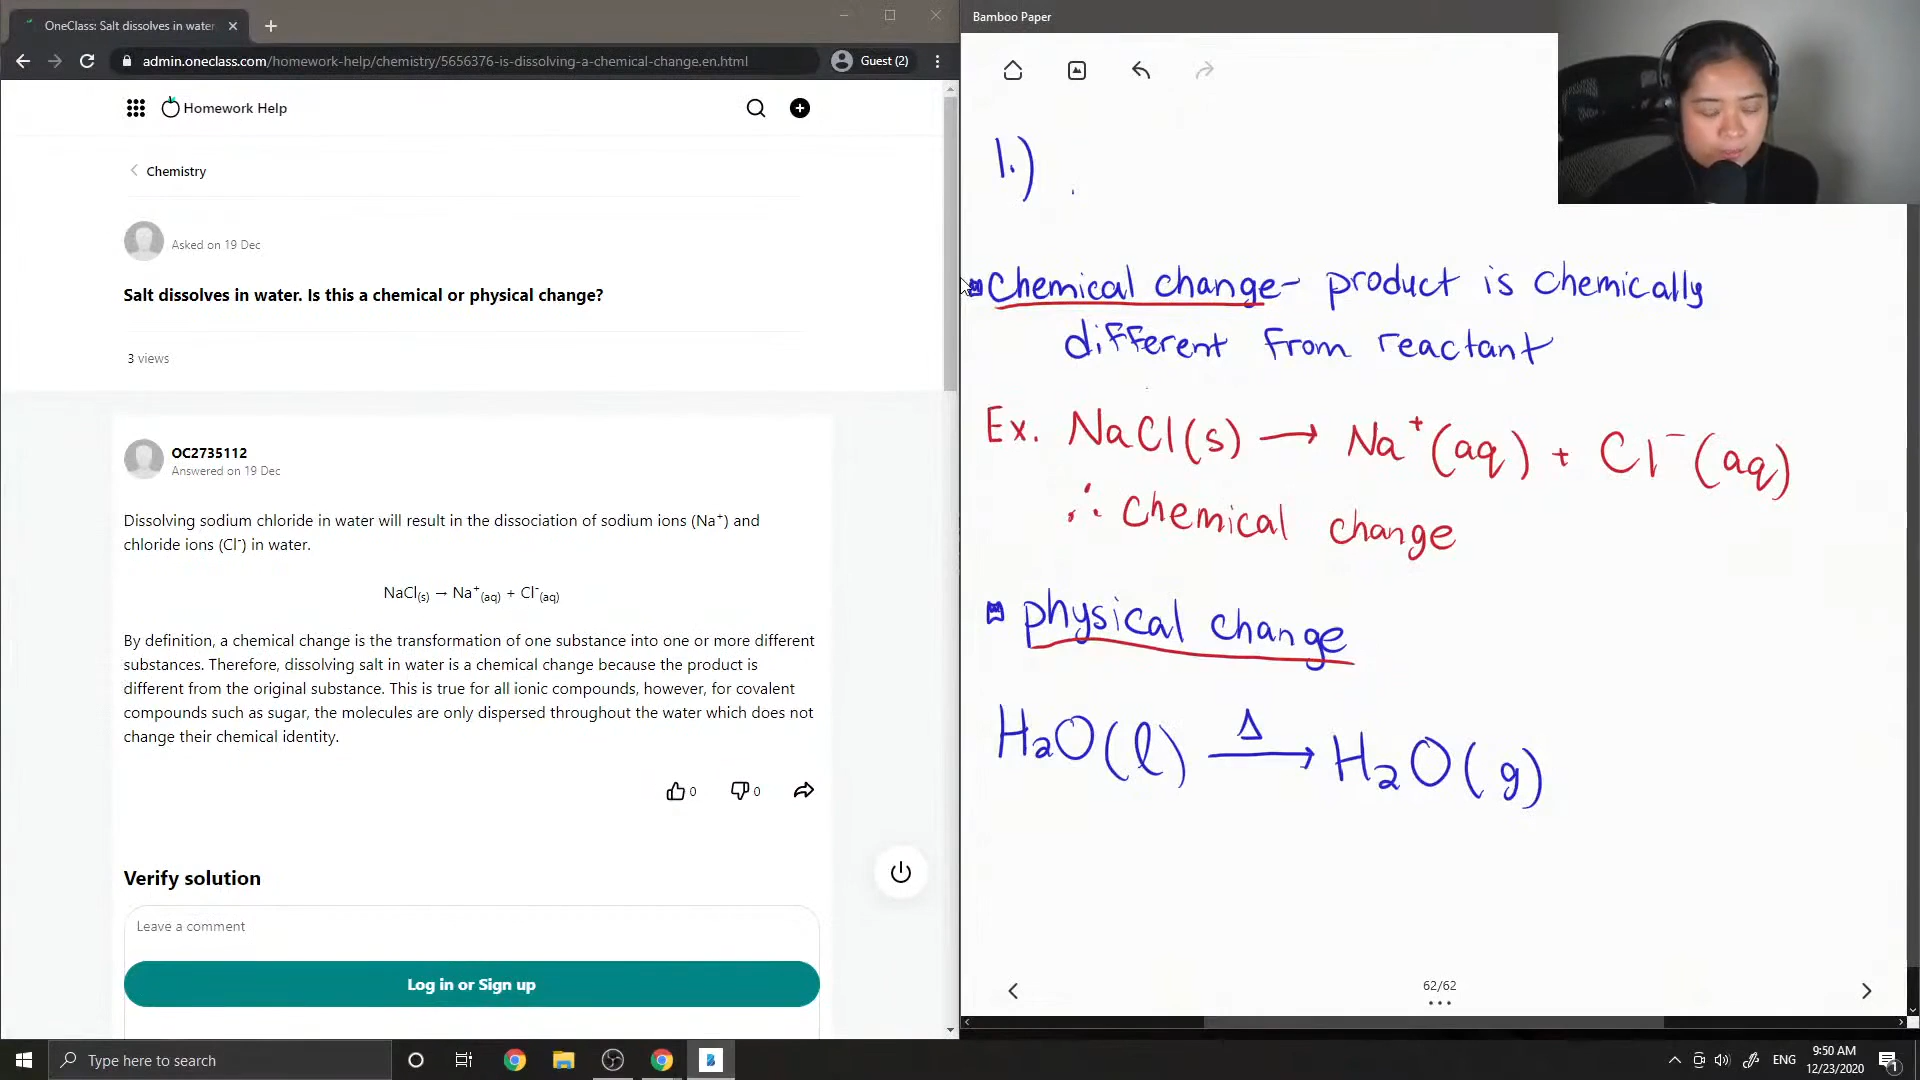 OneClass: Salt dissolves in water
admin.oneclass.com/homework-help/chemistry/5656376-is-dissolving-a-chemical-change.en.html
Guest (2)
Homework Help
Chemistry
Asked on 19 Dec
Salt dissolves in water. Is this a chemical or physical change?
3 views
OC2735112
Answered on 19 Dec
Dissolving sodium chloride in water will result in the dissociation of sodium ions (Na⁺) and
chloride ions (Cl⁻) in water.
NaCl₍s₎ → Na⁺(aq) + Cl⁻(aq)
By definition, a chemical change is the transformation of one substance into one or more different
substances. Therefore, dissolving salt in water is a chemical change because the product is
different from the original substance. This is true for all ionic compounds, however, for covalent
compounds such as sugar, the molecules are only dispersed throughout the water which does not
change their chemical identity.
0 0
Verify solution
Leave a comment
Log in or Sign up
Bamboo Paper
1.)
Chemical change - product is chemically
different from reactant
Ex. NaCl(s) → Na⁺(aq) + Cl⁻(aq)
∴ Chemical change
physical change
H₂O(l) Δ→ H₂O(g)
62/62
Type here to search
ENG
9:50 AM
12/23/2020
1